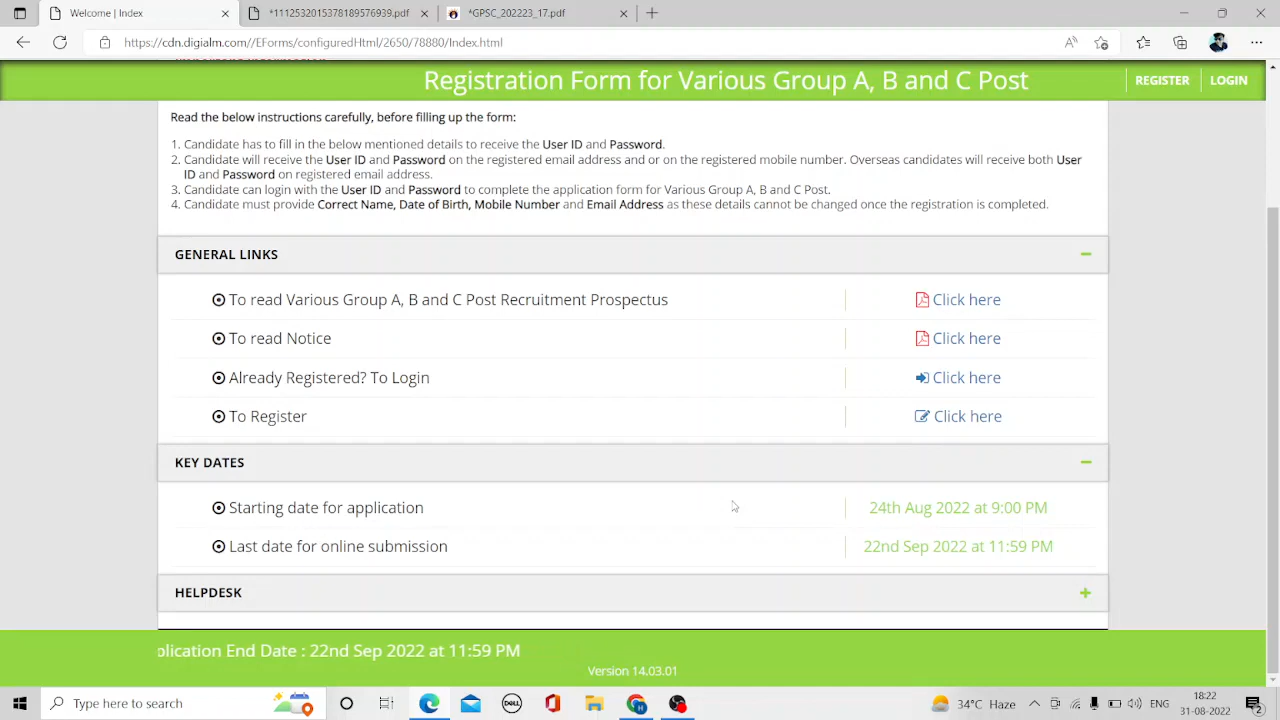 Welcome | Index
*111253201537818956939.pdf
*GPSC_202223_17.pdf
https://cdn.digialm.com//EForms/configuredHtml/2650/78880/Index.html
Registration Form for Various Group A, B and C Post
REGISTER
LOGIN
Read the below instructions carefully, before filling up the form:
1. Candidate has to fill in the below mentioned details to receive the User ID and Password.
2. Candidate will receive the User ID and Password on the registered email address and or on the registered mobile number. Overseas candidates will receive both User
ID and Password on registered email address.
3. Candidate can login with the User ID and Password to complete the application form for Various Group A, B and C Post.
4. Candidate must provide Correct Name, Date of Birth, Mobile Number and Email Address as these details cannot be changed once the registration is completed.
GENERAL LINKS
To read Various Group A, B and C Post Recruitment Prospectus
Click here
To read Notice
Click here
Already Registered? To Login
Click here
To Register
Click here
KEY DATES
Starting date for application
24th Aug 2022 at 9:00 PM
Last date for online submission
22nd Sep 2022 at 11:59 PM
HELPDESK
plication End Date : 22nd Sep 2022 at 11:59 PM
Version 14.03.01
Type here to search
DELL
34°C Haze
ENG
18:22
31-08-2022
2